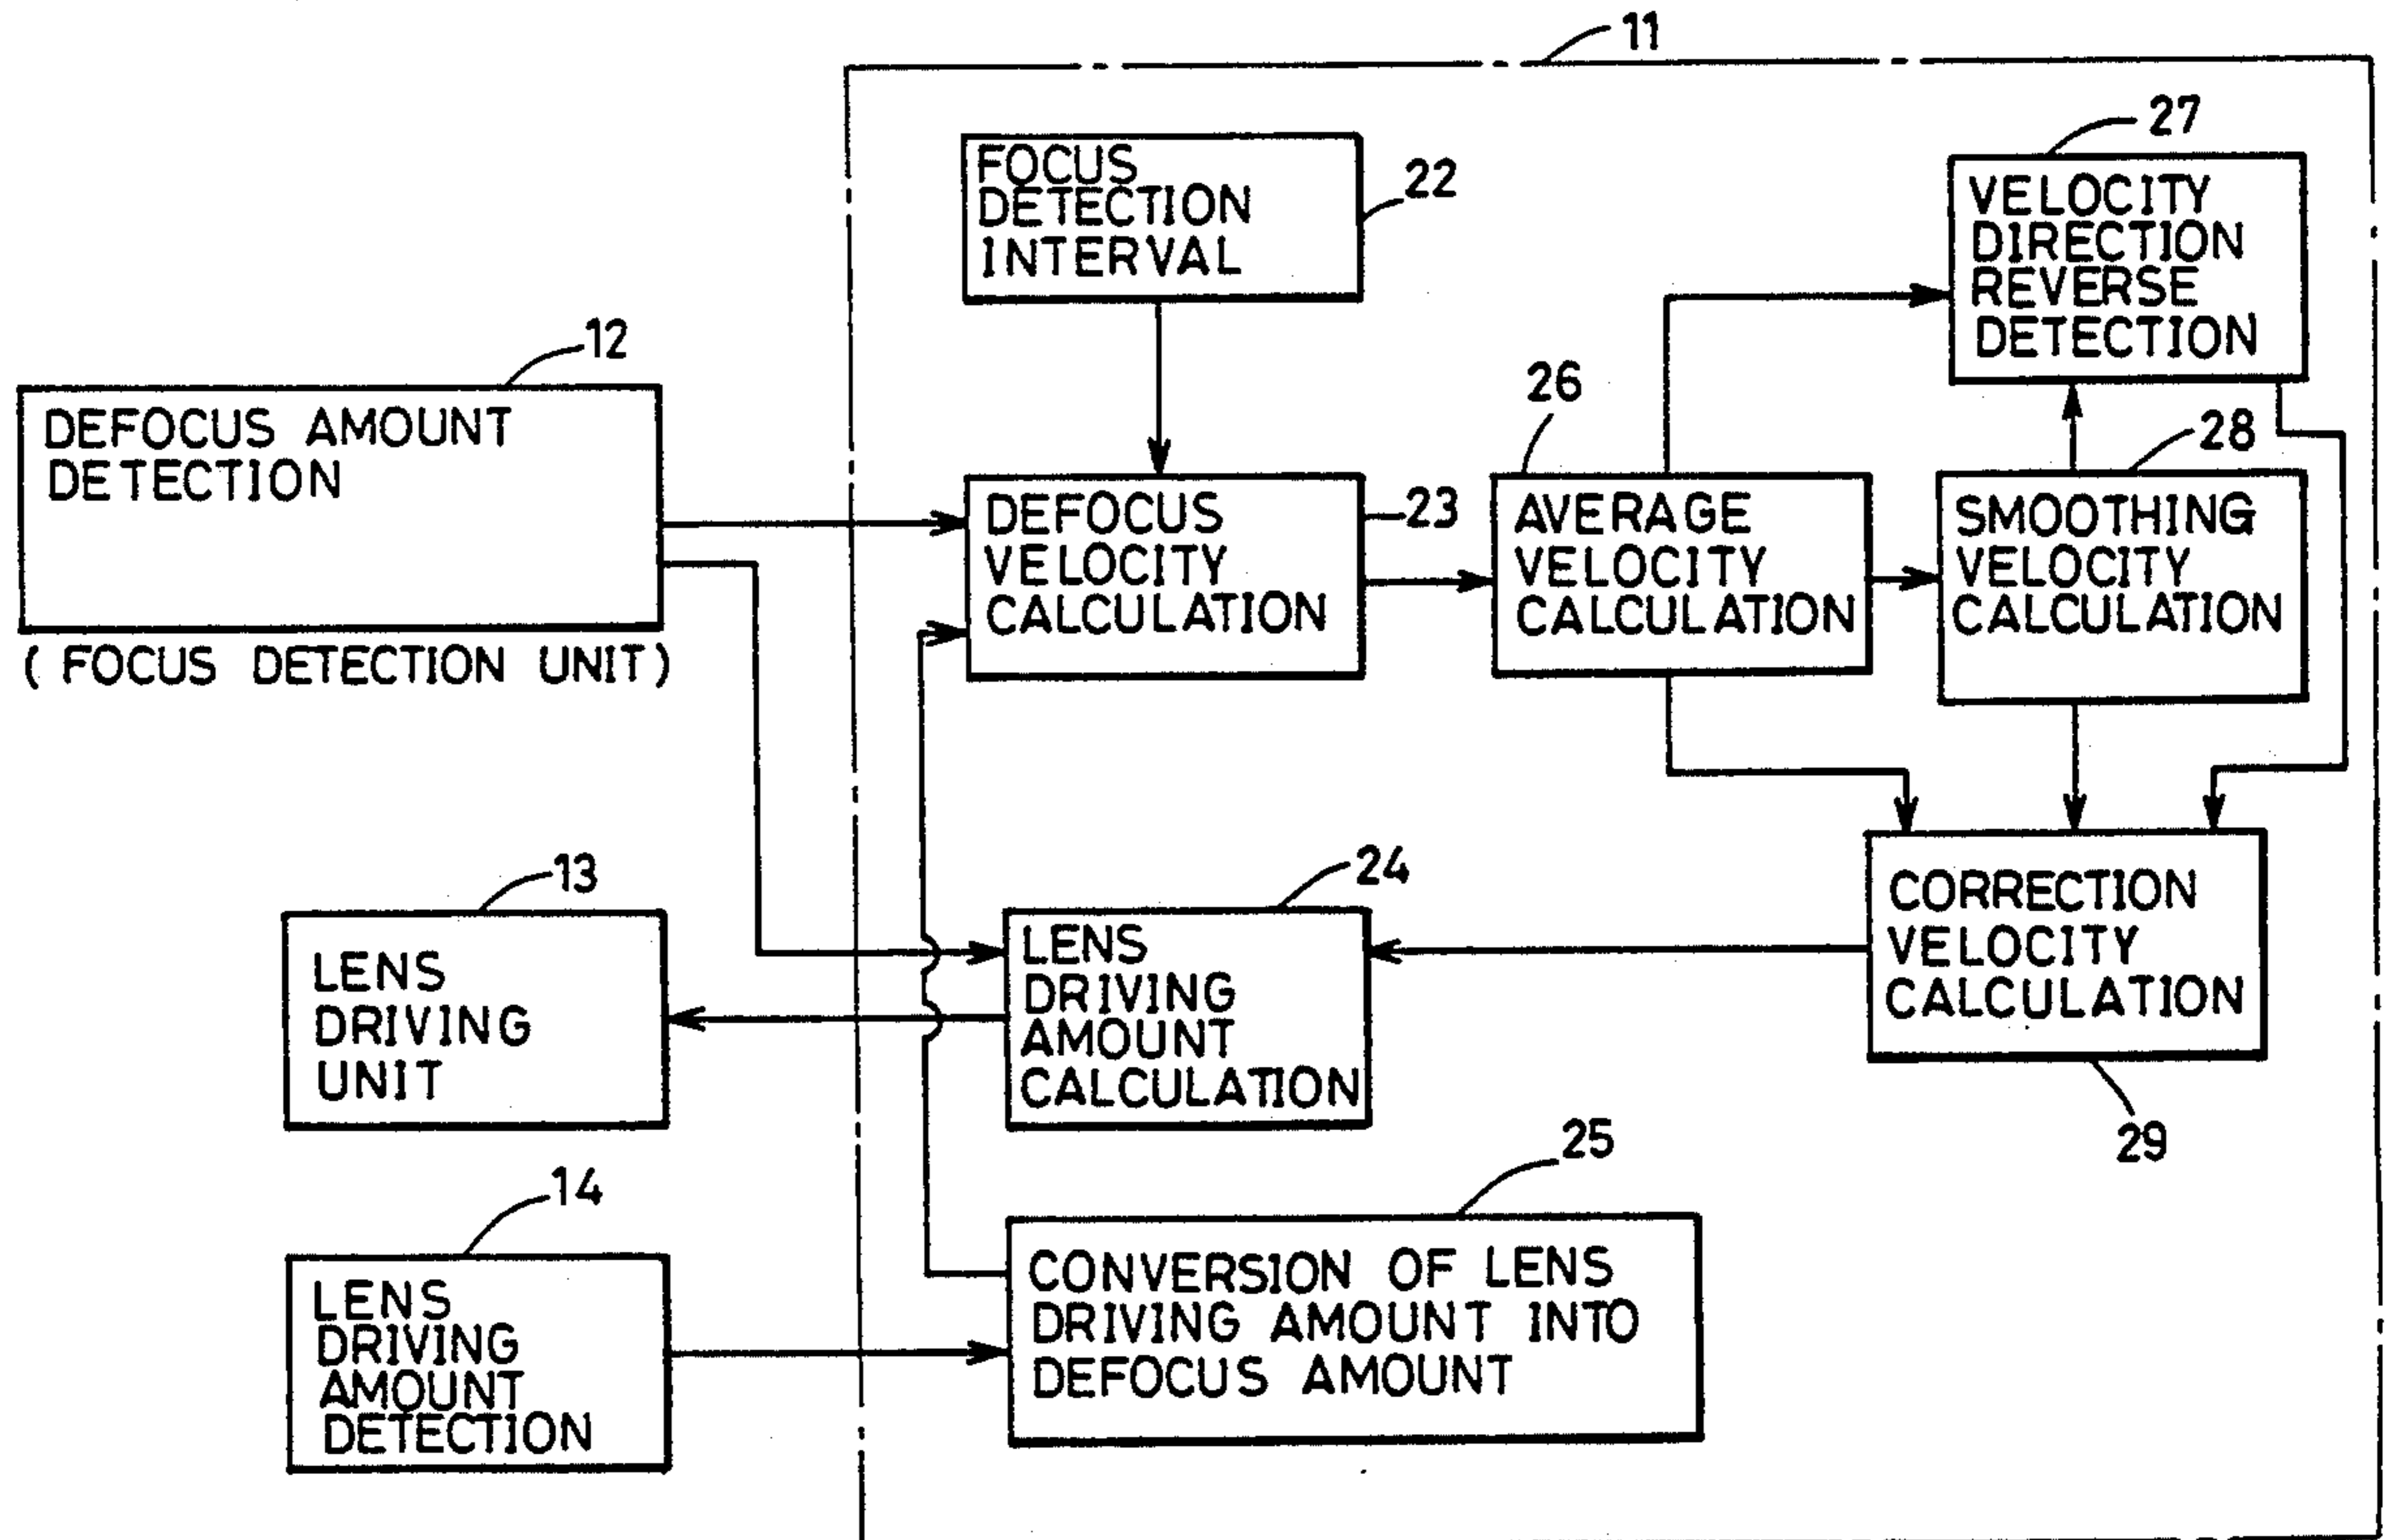 11
27
FOCUS
DETECTION
INTERVAL
22
VELOCITY
DIRECTION
REVERSE
DETECTION
12
DEFOCUS AMOUNT
DETECTION
(FOCUS DETECTION UNIT)
26
28
DEFOCUS
VELOCITY
CALCULATION
23
AVERAGE
VELOCITY
CALCULATION
SMOOTHING
VELOCITY
CALCULATION
13
LENS
DRIVING
UNIT
24
LENS
DRIVING
AMOUNT
CALCULATION
CORRECTION
VELOCITY
CALCULATION
29
14
LENS
DRIVING
AMOUNT
DETECTION
25
CONVERSION OF LENS
DRIVING AMOUNT INTO
DEFOCUS AMOUNT